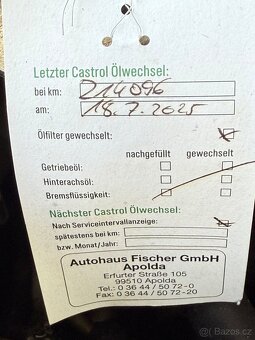 Letzter Castrol Ölwechsel:
bei km: 214096
am: 18.7.2025
Ölfilter gewechselt:
nachgefüllt gewechselt
Getriebeöl:
Hinterachsöl:
Bremsflüssigkeit:
Nächster Castrol Ölwechsel:
Nach Serviceintervallanzeige:
spätestens bei km:
bzw. Monat/Jahr:
Autohaus Fischer GmbH
Apolda
Erfurter Straße 105
99510 Apolda
Tel.: 0 36 44 / 50 72-0
Fax: 0 36 44 / 50 72-20
sbazos.cz